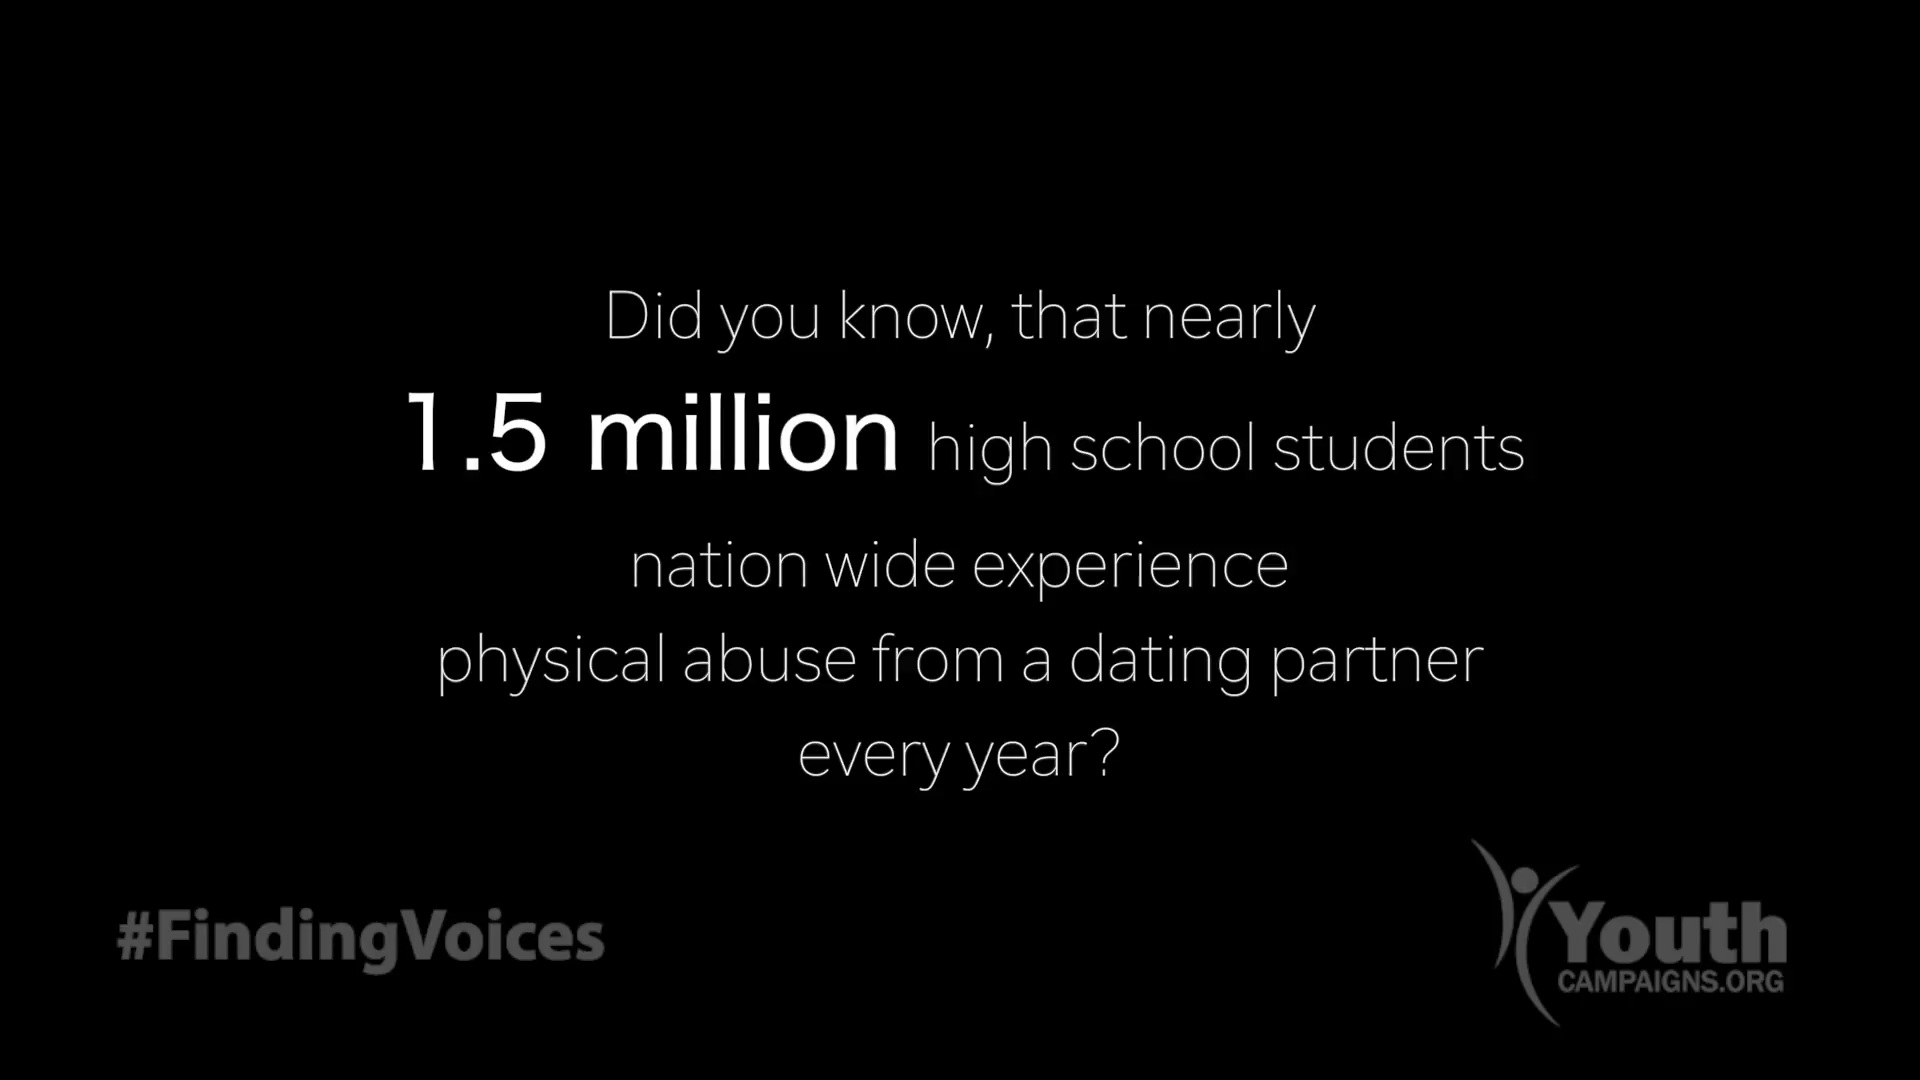 Did you know, that nearly
1.5 million high school students
nation wide experience
physical abuse from a dating partner
every year?
#FindingVoices
Youth
CAMPAIGNS.ORG